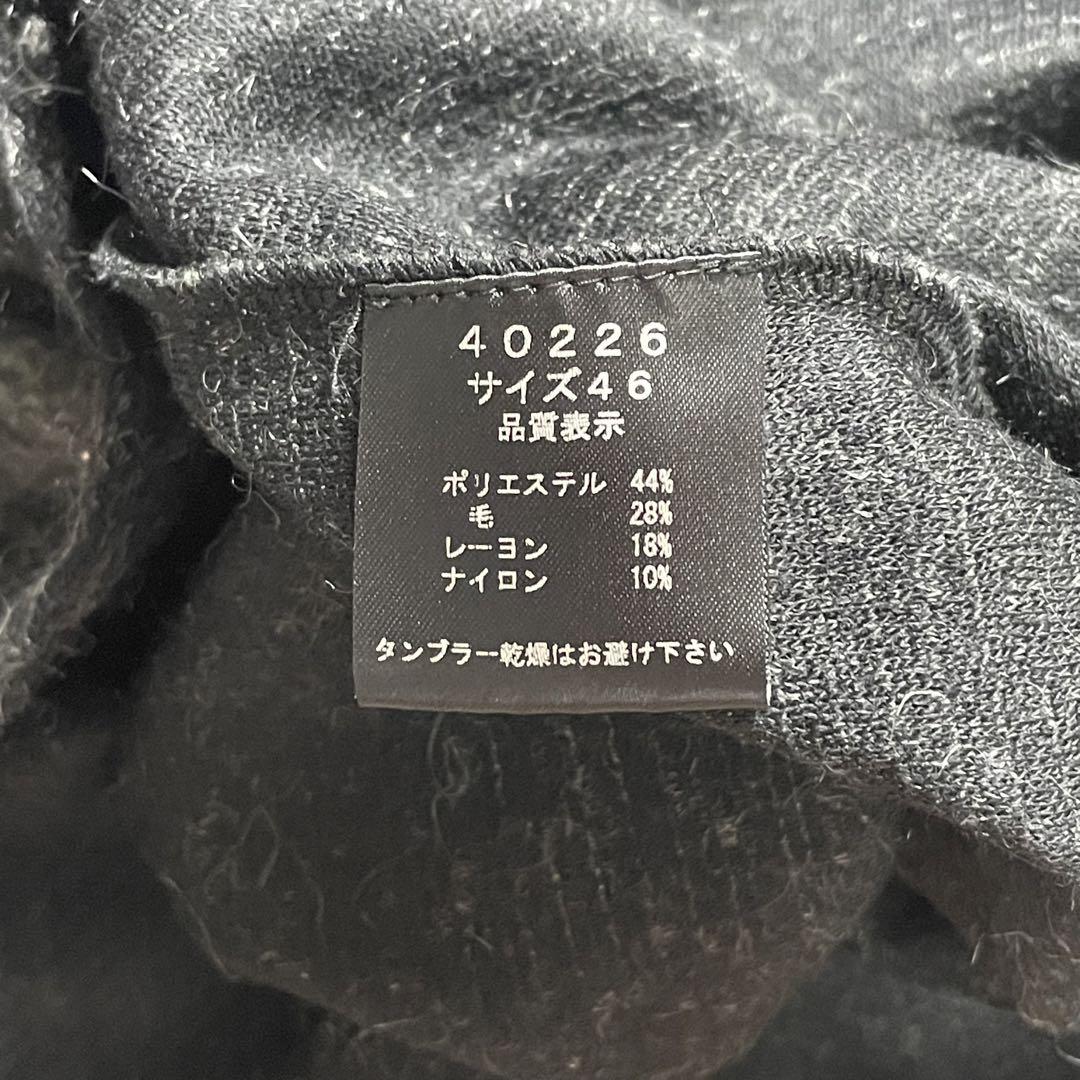 40226
サイズ46
品質表示
ポリエステル 44%
毛 28%
レーヨン 18%
ナイロン 10%
タンブラー乾燥はお避け下さい